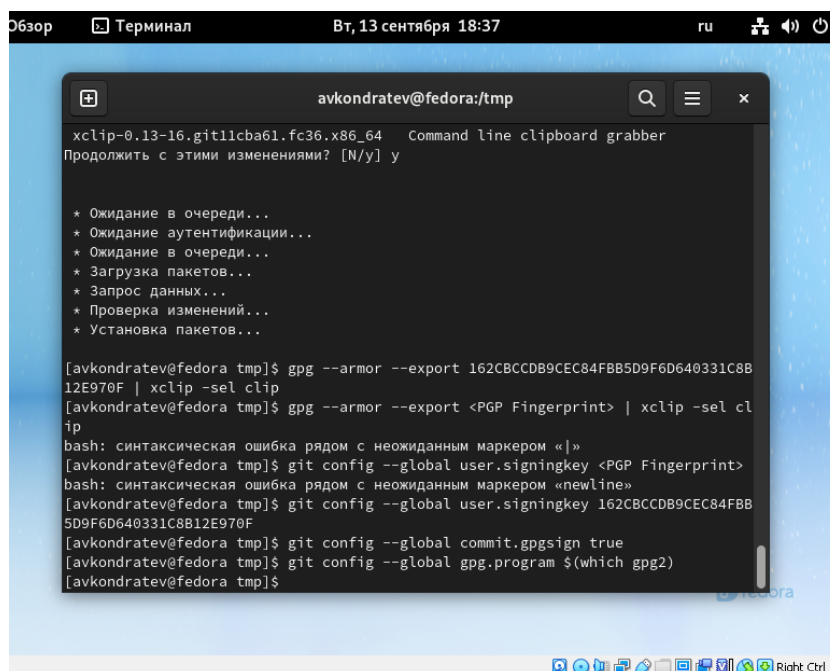 Обзор Терминал Вт, 13 сентября 18:37 ru
avkondratev@fedora:/tmp
xclip-0.13-16.git11cba61.fc36.x86_64 Command line clipboard grabber
Продолжить с этими изменениями? [N/y] y
* Ожидание в очереди...
* Ожидание аутентификации...
* Ожидание в очереди...
* Загрузка пакетов...
* Запрос данных...
* Проверка изменений...
* Установка пакетов...
[avkondratev@fedora tmp]$ gpg --armor --export 162CBCCDB9CEC84FBB5D9F6D640331C8B
12E970F | xclip -sel clip
[avkondratev@fedora tmp]$ gpg --armor --export <PGP Fingerprint> | xclip -sel cl
ip
bash: синтаксическая ошибка рядом с неожиданным маркером «|»
[avkondratev@fedora tmp]$ git config --global user.signingkey <PGP Fingerprint>
bash: синтаксическая ошибка рядом с неожиданным маркером «newline»
[avkondratev@fedora tmp]$ git config --global user.signingkey 162CBCCDB9CEC84FBB
5D9F6D640331C8B12E970F
[avkondratev@fedora tmp]$ git config --global commit.gpgsign true
[avkondratev@fedora tmp]$ git config --global gpg.program $(which gpg2)
[avkondratev@fedora tmp]$
fedora
Right Ctrl